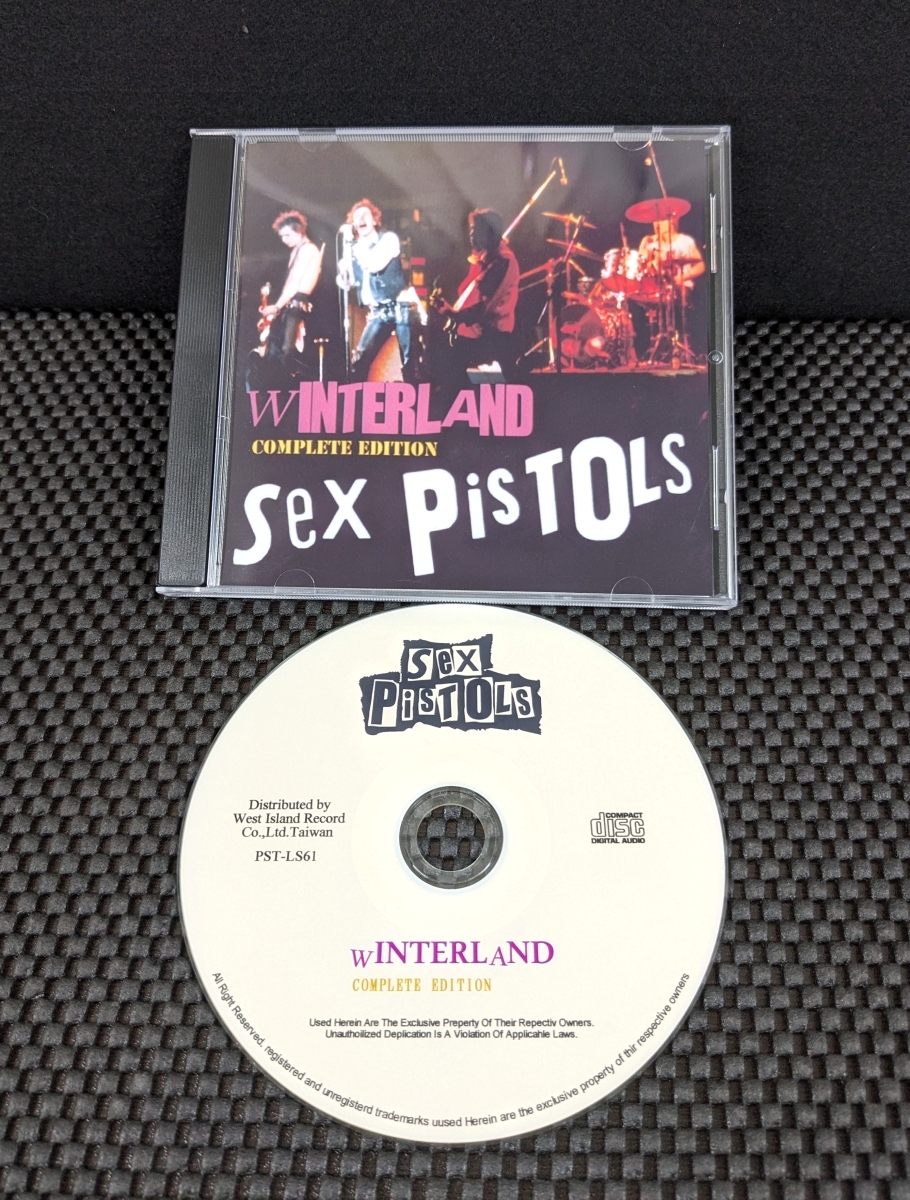 WINTERLAND
COMPLETE EDITION
Sex PisTOLs
Sex
PisTOLs
Distributed by
West Island Record
Co.,Ltd.Taiwan
PST-LS61
COMPACT
disc
DIGITAL AUDIO
WINTERLAND
COMPLETE EDITION
Used Herein Are The Exclusive Preperty Of Their Repectiv Owners.
Unauthoilized Deplication Is A Violation Of Applicahle Laws.
All Right Reserved. registered and unregisterd trademarks uused Herein are the exclusive property of thir respective owners